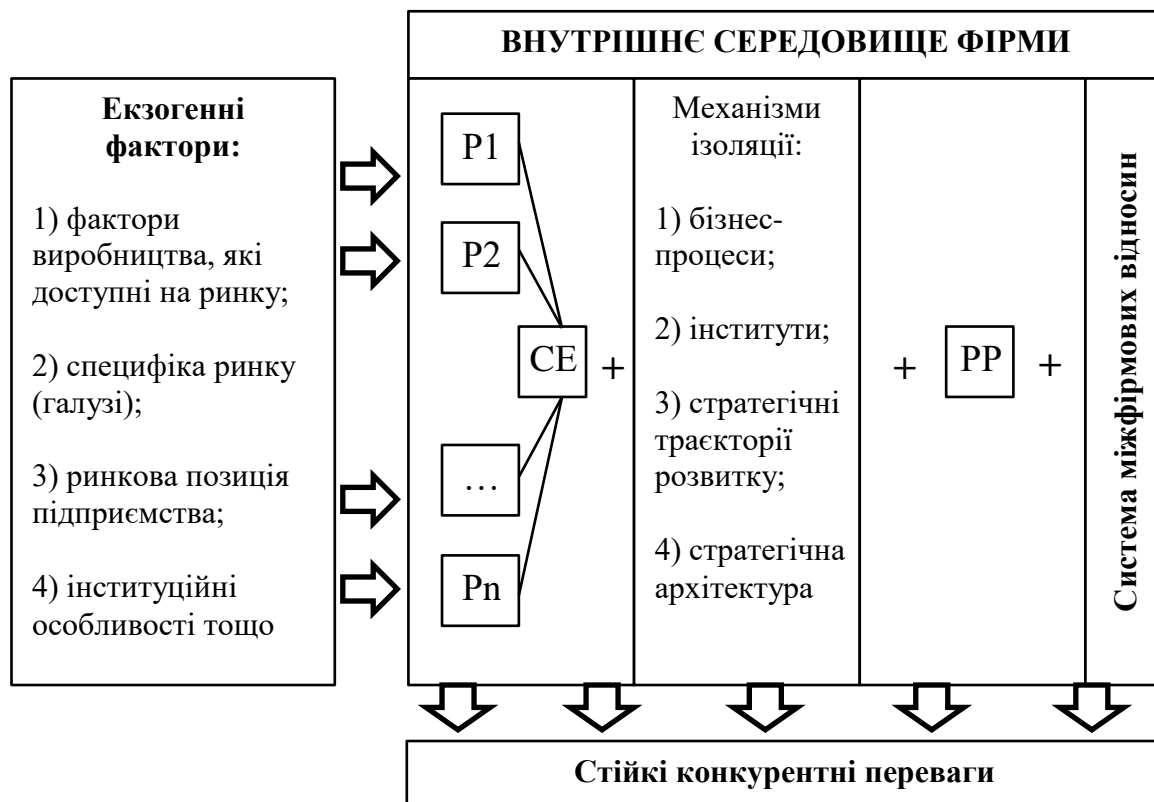 ВНУТРІШНЄ СЕРЕДОВИЩЕ ФІРМИ
Екзогенні
фактори:
1) фактори
виробництва, які
доступні на ринку;
2) специфіка ринку
(галузі);
3) ринкова позиція
підприємства;
4) інституційні
особливості тощо
Р1
Р2
СЕ
…
Рn
+
Механізми
ізоляції:
1) бізнес-
процеси;
2) інститути;
3) стратегічні
траєкторії
розвитку;
4) стратегічна
архітектура
+
РР
+
Система міжфірмових відносин
Стійкі конкурентні переваги